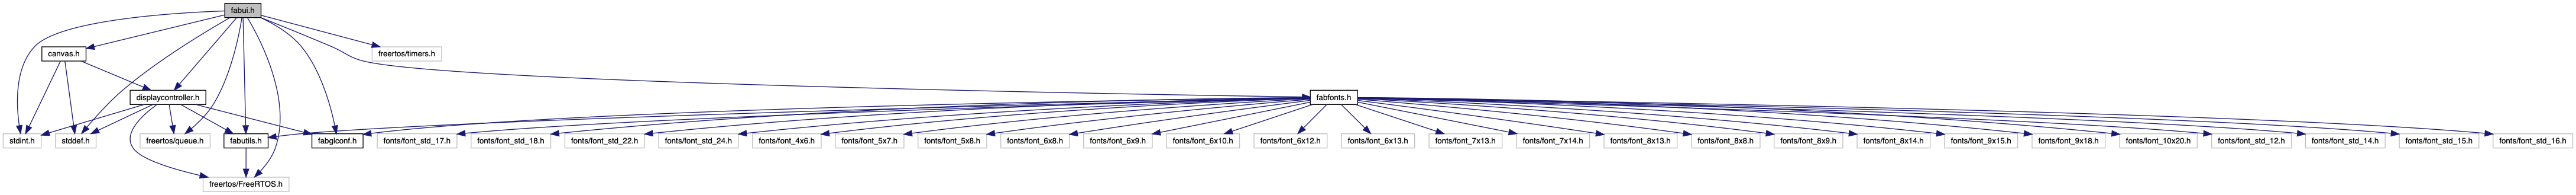 fabui.h
canvas.h
freertos/timers.h
displaycontroller.h
fabfonts.h
stdint.h
stddef.h
freertos/queue.h
fabutils.h
fabglconf.h
fonts/font_std_17.h
fonts/font_std_18.h
fonts/font_std_22.h
fonts/font_std_24.h
fonts/font_4x6.h
fonts/font_5x7.h
fonts/font_5x8.h
fonts/font_6x8.h
fonts/font_6x9.h
fonts/font_6x10.h
fonts/font_6x12.h
fonts/font_6x13.h
fonts/font_7x13.h
fonts/font_7x14.h
fonts/font_8x13.h
fonts/font_8x8.h
fonts/font_8x9.h
fonts/font_8x14.h
fonts/font_9x15.h
fonts/font_9x18.h
fonts/font_10x20.h
fonts/font_std_12.h
fonts/font_std_14.h
fonts/font_std_15.h
fonts/font_std_16.h
freertos/FreeRTOS.h